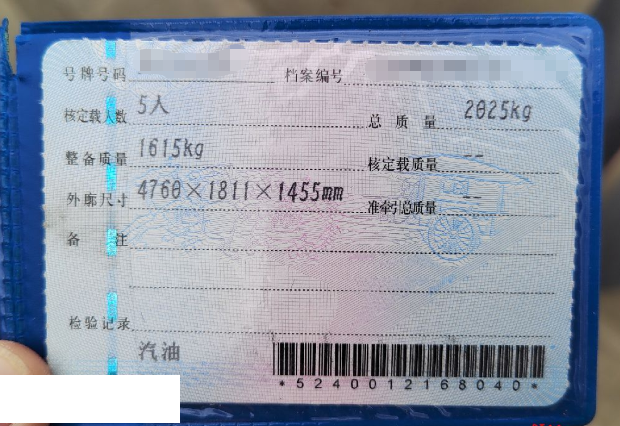 号牌号码 档案编号
核定载人数 5人 总质量 2025kg
整备质量 1615kg 核定载质量 --
外廓尺寸 4760×1811×1455mm 准牵引总质量 --
备注
检验记录
汽油
*5240012168040*